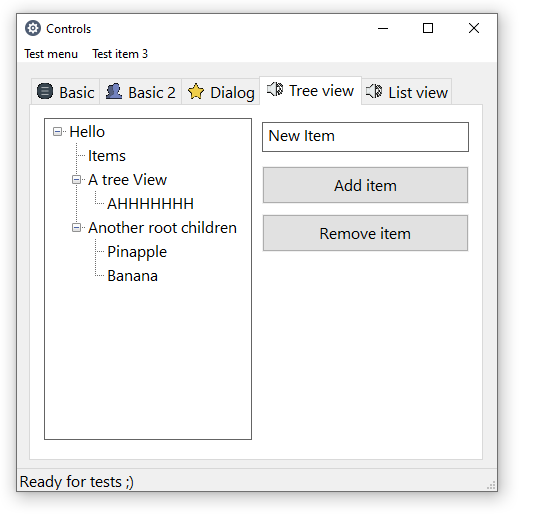 Controls
Test menu Test item 3
Basic Basic 2 Dialog Tree view List view
Hello
Items
A tree View
AHHHHHHH
Another root children
Pinapple
Banana
New Item
Add item
Remove item
Ready for tests ;)